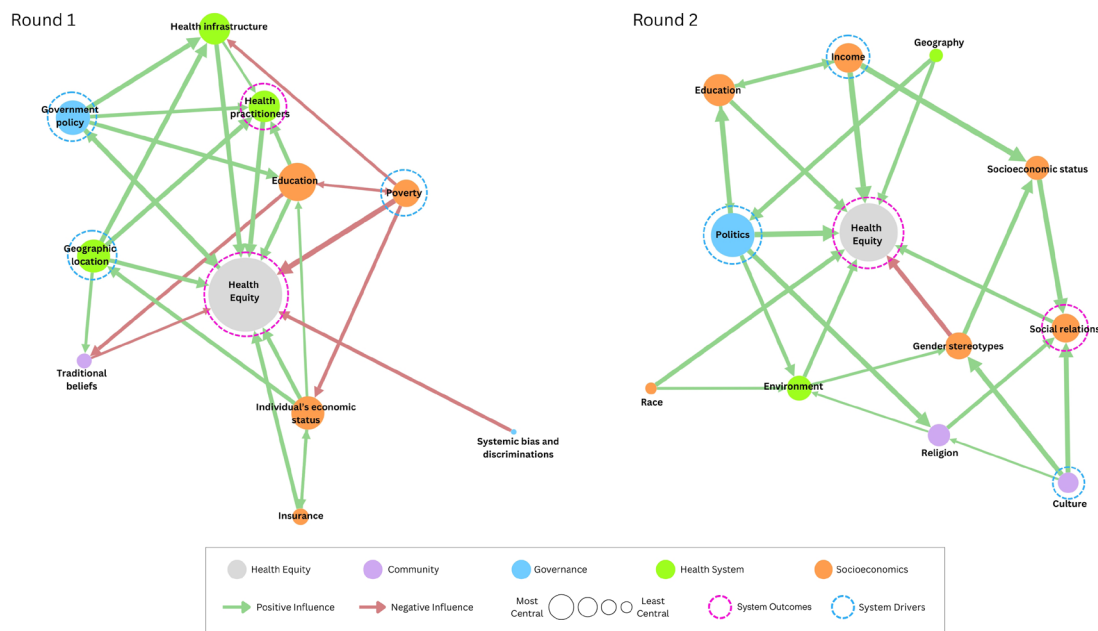 Round 1
Round 2
Health infrastructure
Government
policy
Health
practitioners
Education
Poverty
Geographic
location
Health
Equity
Traditional
beliefs
Individual's economic
status
Systemic bias and
discriminations
Insurance
Geography
Income
Education
Socioeconomic status
Politics
Health
Equity
Social relations
Gender stereotypes
Environment
Race
Religion
Culture
Health Equity
Community
Governance
Health System
Socioeconomics
Positive Influence
Negative Influence
Most
Central
Least
Central
System Outcomes
System Drivers